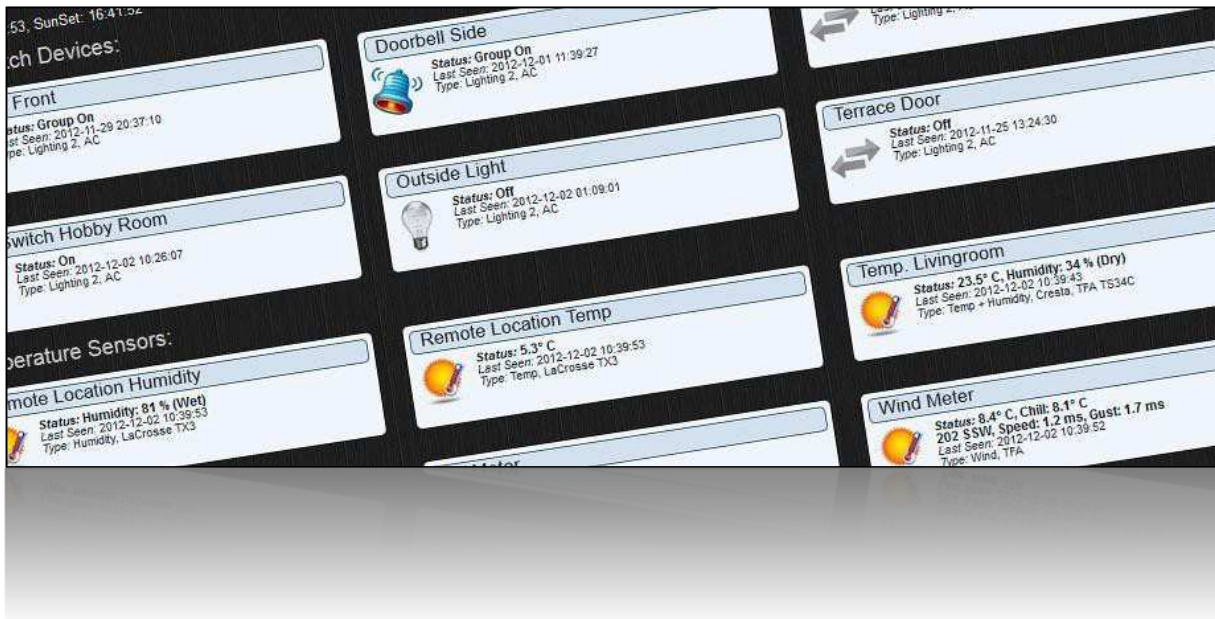 :53, SunSet: 16:41:52
ch Devices:
Front
atus: Group On
st Seen: 2012-11-29 20:37:10
pe: Lighting 2, AC
Doorbell Side
Status: Group On
Last Seen: 2012-12-01 11:39:27
Type: Lighting 2, AC
Type: Lighting 2,
Switch Hobby Room
Status: On
Last Seen: 2012-12-02 10:26:07
Type: Lighting 2, AC
Outside Light
Status: Off
Last Seen: 2012-12-02 01:09:01
Type: Lighting 2, AC
Terrace Door
Status: Off
Last Seen: 2012-11-25 13:24:30
Type: Lighting 2, AC
perature Sensors:
mote Location Humidity
Status: Humidity: 81 % (Wet)
Last Seen: 2012-12-02 10:39:53
Type: Humidity, LaCrosse TX3
Remote Location Temp
Status: 5.3° C
Last Seen: 2012-12-02 10:39:53
Type: Temp, LaCrosse TX3
Temp. Livingroom
Status: 23.5° C, Humidity: 34 % (Dry)
Last Seen: 2012-12-02 10:39:43
Type: Temp + Humidity, Cresta, TFA TS34C
Meter
Wind Meter
Status: 8.4° C, Chill: 8.1° C
202 SSW, Speed: 1.2 ms, Gust: 1.7 ms
Last Seen: 2012-12-02 10:39:52
Type: Wind, TFA